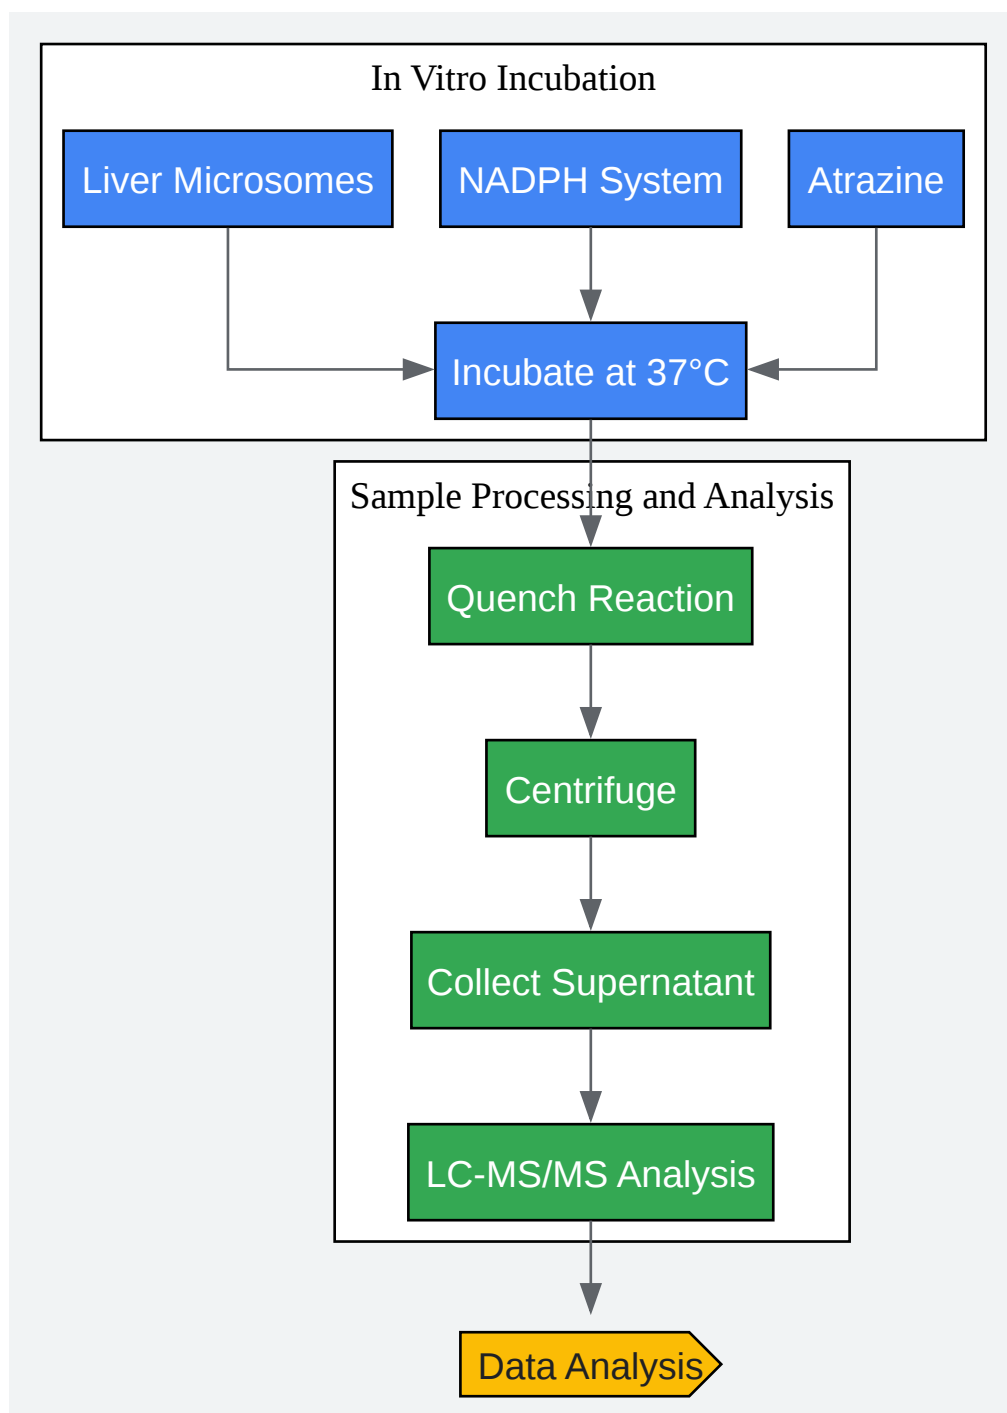 In Vitro Incubation
Liver Microsomes
NADPH System
Atrazine
Incubate at 37°C
Sample Processing and Analysis
Quench Reaction
Centrifuge
Collect Supernatant
LC-MS/MS Analysis
Data Analysis